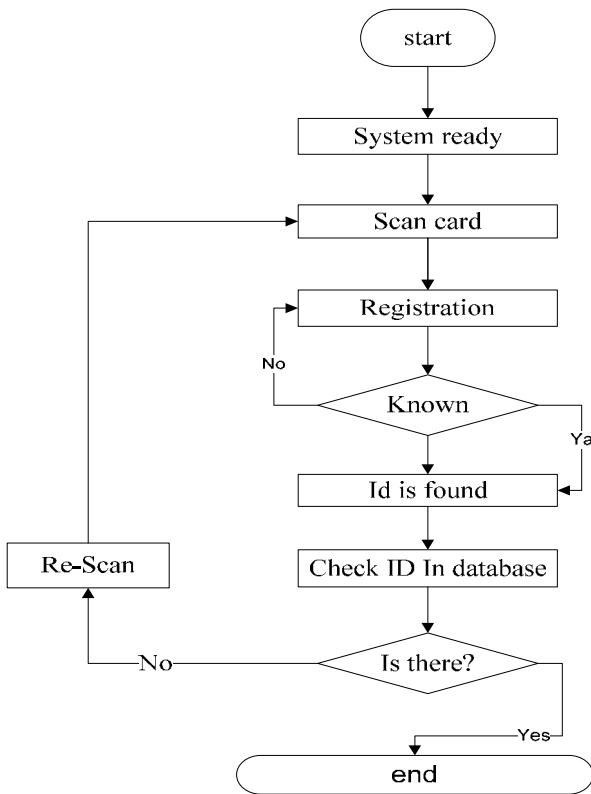 start
System ready
Scan card
Registration
No
Known
Ya
Id is found
Re-Scan
Check ID In database
No
Is there?
Yes
end